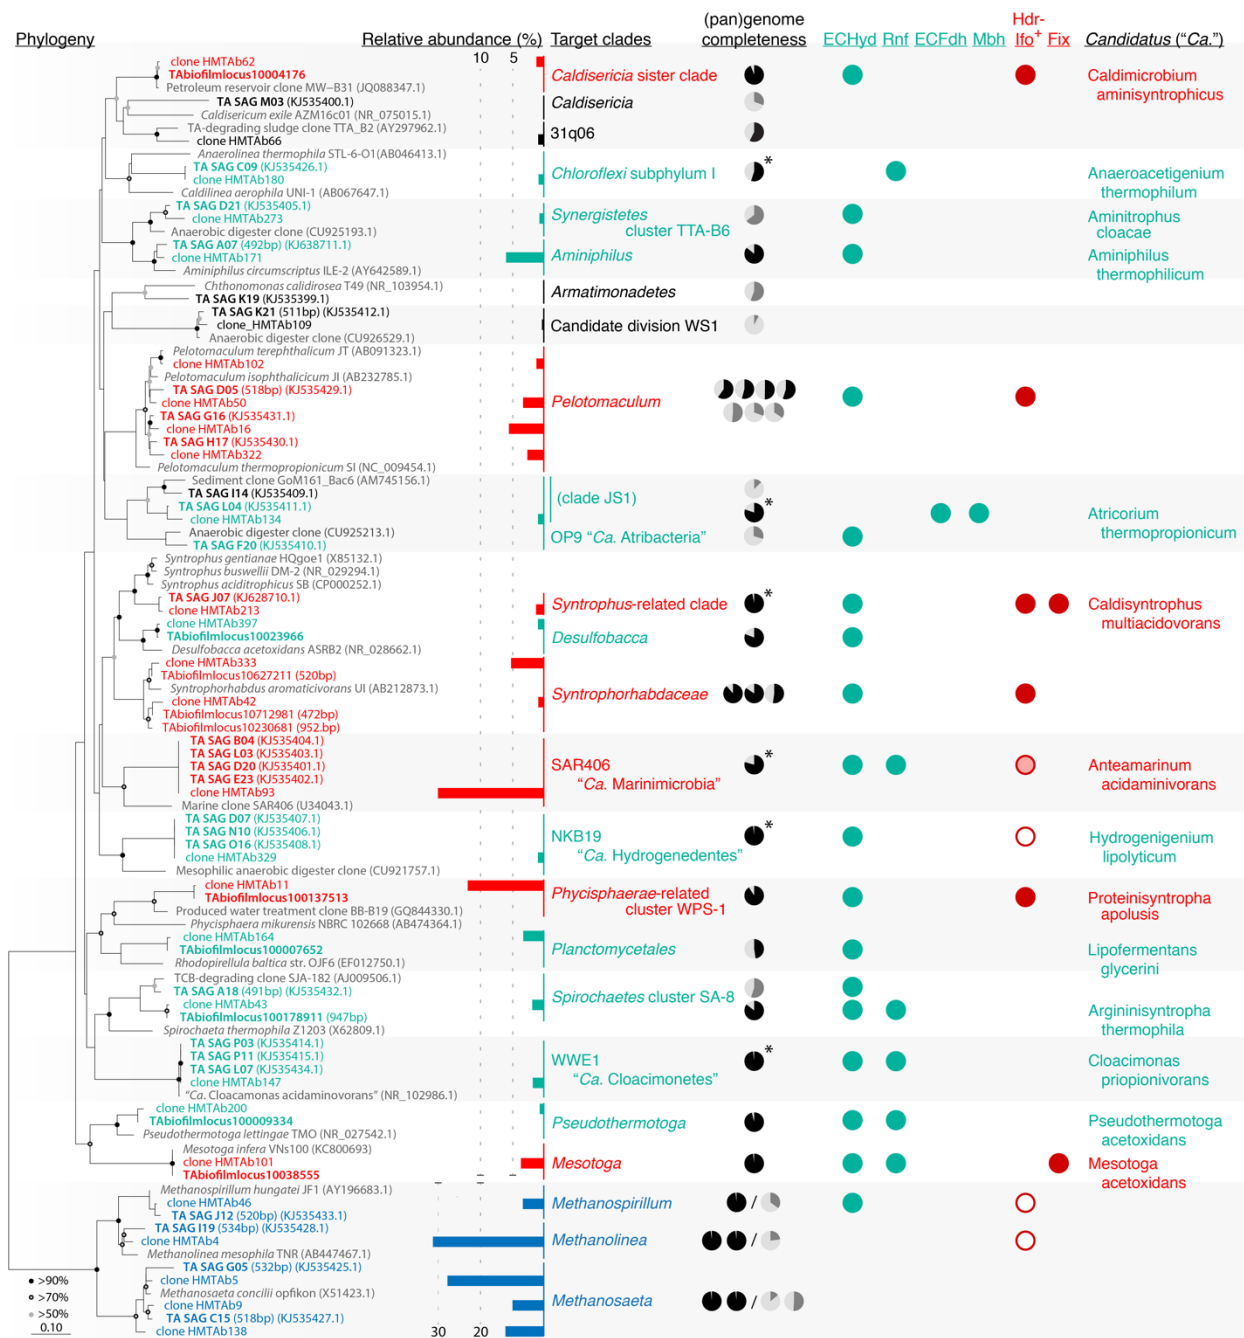 Phylogeny
Relative abundance (%)
Target clades
(pan)genome
completeness
ECHyd
Rnf
ECFdh
Mbh
Hdr-
Ifo+
Fix
Candidatus ("Ca.")
10
5
clone HMTAb62
TAbiofilmlocus10004176
Petroleum reservoir clone MW−B31 (JQ088347.1)
Caldisericia sister clade
Caldimicrobium
aminisyntrophicus
TA SAG M03 (KJ535400.1)
Caldisericum exile AZM16c01 (NR_075015.1)
Caldisericia
TA-degrading sludge clone TTA_B2 (AY297962.1)
clone HMTAb66
31q06
Anaerolinea thermophila STL-6-O1(AB046413.1)
TA SAG C09 (KJ535426.1)
clone HMTAb180
Caldilinea aerophila UNI-1 (AB067647.1)
Chloroflexi subphylum I
*
Anaeroacetigenium
thermophilum
TA SAG D21 (KJ535405.1)
clone HMTAb273
Anaerobic digester clone (CU925193.1)
Synergistetes
cluster TTA-B6
Aminitrophus
cloacae
TA SAG A07 (492bp) (KJ638711.1)
clone HMTAb171
Aminiphilus circumscriptus ILE-2 (AY642589.1)
Aminiphilus
Aminiphilus
thermophilicum
Chthonomonas calidirosea T49 (NR_103954.1)
TA SAG K19 (KJ535399.1)
Armatimonadetes
TA SAG K21 (511bp) (KJ535412.1)
clone_HMTAb109
Anaerobic digester clone (CU926529.1)
Candidate division WS1
Pelotomaculum terephthalicum JT (AB091323.1)
clone HMTAb102
Pelotomaculum isophthalicicum JI (AB232785.1)
TA SAG D05 (518bp) (KJ535429.1)
clone HMTAb50
TA SAG G16 (KJ535431.1)
clone HMTAb16
TA SAG H17 (KJ535430.1)
clone HMTAb322
Pelotomaculum thermopropionicum SI (NC_009454.1)
Pelotomaculum
Sediment clone GoM161_Bac6 (AM745156.1)
TA SAG I14 (KJ535409.1)
TA SAG L04 (KJ535411.1)
clone HMTAb134
Anaerobic digester clone (CU925213.1)
TA SAG F20 (KJ535410.1)
(clade JS1)
*
OP9 "Ca. Atribacteria"
Atricorium
thermopropionicum
Syntrophus gentianae HQgoe1 (X85132.1)
Syntrophus buswellii DM-2 (NR_029294.1)
Syntrophus aciditrophicus SB (CP000252.1)
TA SAG J07 (KJ628710.1)
clone HMTAb213
Syntrophus-related clade
*
Caldisyntrophus
multiacidovorans
clone HMTAb397
TAbiofilmlocus10023966
Desulfobacca acetoxidans ASRB2 (NR_028662.1)
Desulfobacca
clone HMTAb333
TAbiofilmlocus10627211 (520bp)
Syntrophorhabdus aromaticivorans UI (AB212873.1)
clone HMTAb42
TAbiofilmlocus10712981 (472bp)
TAbiofilmlocus10230681 (952.bp)
Syntrophorhabdaceae
TA SAG B04 (KJ535404.1)
TA SAG L03 (KJ535403.1)
TA SAG D20 (KJ535401.1)
TA SAG E23 (KJ535402.1)
clone HMTAb93
Marine clone SAR406 (U34043.1)
SAR406
"Ca. Marinimicrobia"
*
Anteamarinum
acidaminivorans
TA SAG D07 (KJ535407.1)
TA SAG N10 (KJ535406.1)
TA SAG O16 (KJ535408.1)
clone HMTAb329
Mesophilic anaerobic digester clone (CU921757.1)
NKB19
"Ca. Hydrogenedentes"
*
Hydrogenigenium
lipolyticum
clone HMTAb11
TAbiofilmlocus100137513
Produced water treatment clone BB-B19 (GQ844330.1)
Phycisphaera mikurensis NBRC 102668 (AB474364.1)
Phycisphaerae-related
cluster WPS-1
Proteinisyntropha
apolusis
clone HMTAb164
TAbiofilmlocus100007652
Rhodopirellula baltica str. OJF6 (EF012750.1)
Planctomycetales
Lipofermentans
glycerini
TCB-degrading clone SJA-182 (AJ009506.1)
TA SAG A18 (491bp) (KJ535432.1)
clone HMTAb43
TAbiofilmlocus100178911 (947bp)
Spirochaeta thermophila Z1203 (X62809.1)
Spirochaetes cluster SA-8
Argininisyntropha
thermophila
TA SAG P03 (KJ535414.1)
TA SAG P11 (KJ535415.1)
TA SAG L07 (KJ535434.1)
clone HMTAb147
"Ca. Cloacamonas acidaminovorans" (NR_102986.1)
WWE1
"Ca. Cloacimonetes"
*
Cloacimonas
priopionivorans
clone HMTAb200
TAbiofilmlocus100009334
Pseudothermotoga lettingae TMO (NR_027542.1)
Pseudothermotoga
Pseudothermotoga
acetoxidans
Mesotoga infera VNs100 (KC800693)
clone HMTAb101
TAbiofilmlocus10038555
Mesotoga
Mesotoga
acetoxidans
Methanospirillum hungatei JF1 (AY196683.1)
clone HMTAb46
TA SAG J12 (520bp) (KJ535433.1)
Methanospirillum
/
TA SAG I19 (534bp) (KJ535428.1)
clone HMTAb4
Methanolinea mesophila TNR (AB447467.1)
Methanolinea
/
TA SAG G05 (532bp) (KJ535425.1)
clone HMTAb5
Methanosaeta concilii opfikon (X51423.1)
clone HMTAb9
TA SAG C15 (518bp) (KJ535427.1)
clone HMTAb138
Methanosaeta
/
>90%
>70%
>50%
0.10
30
20